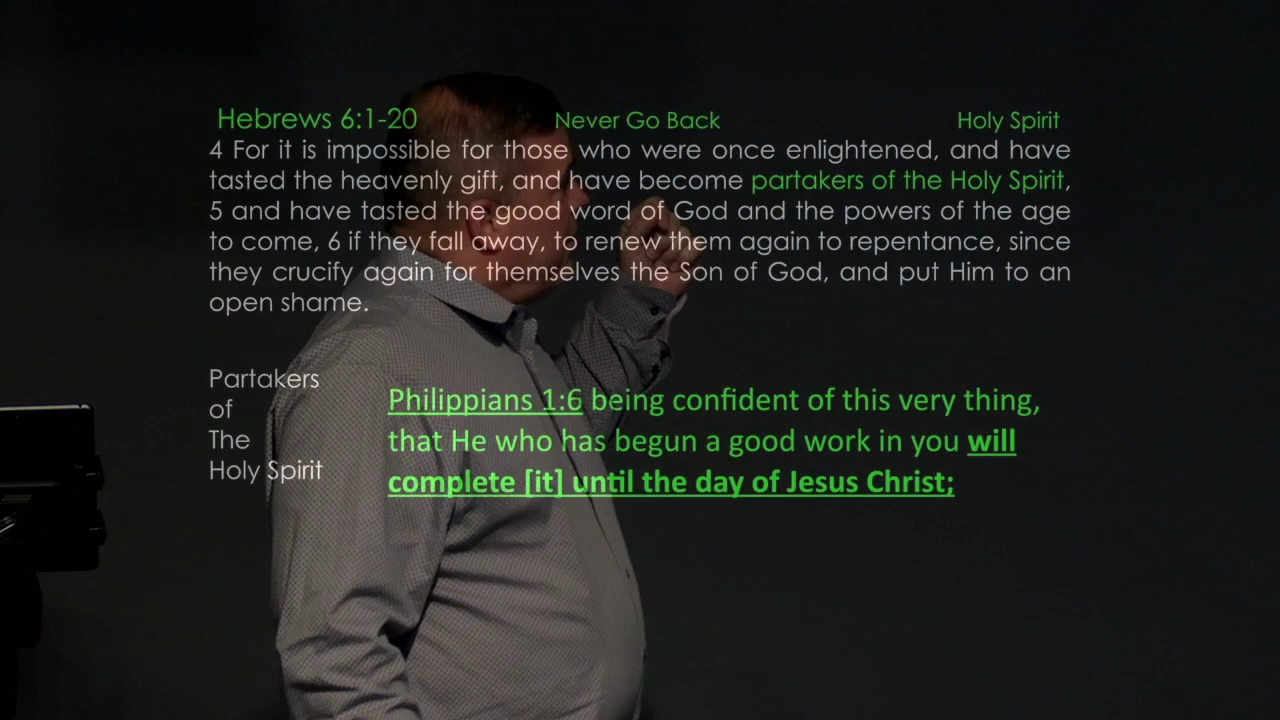 Hebrews 6:1-20 Never Go Back Holy Spirit
4 For it is impossible for those who were once enlightened, and have
tasted the heavenly gift, and have become partakers of the Holy Spirit,
5 and have tasted the good word of God and the powers of the age
to come, 6 if they fall away, to renew them again to repentance, since
they crucify again for themselves the Son of God, and put Him to an
open shame.
Partakers
of
The
Holy Spirit
Philippians 1:6 being confident of this very thing,
that He who has begun a good work in you will
complete [it] until the day of Jesus Christ;